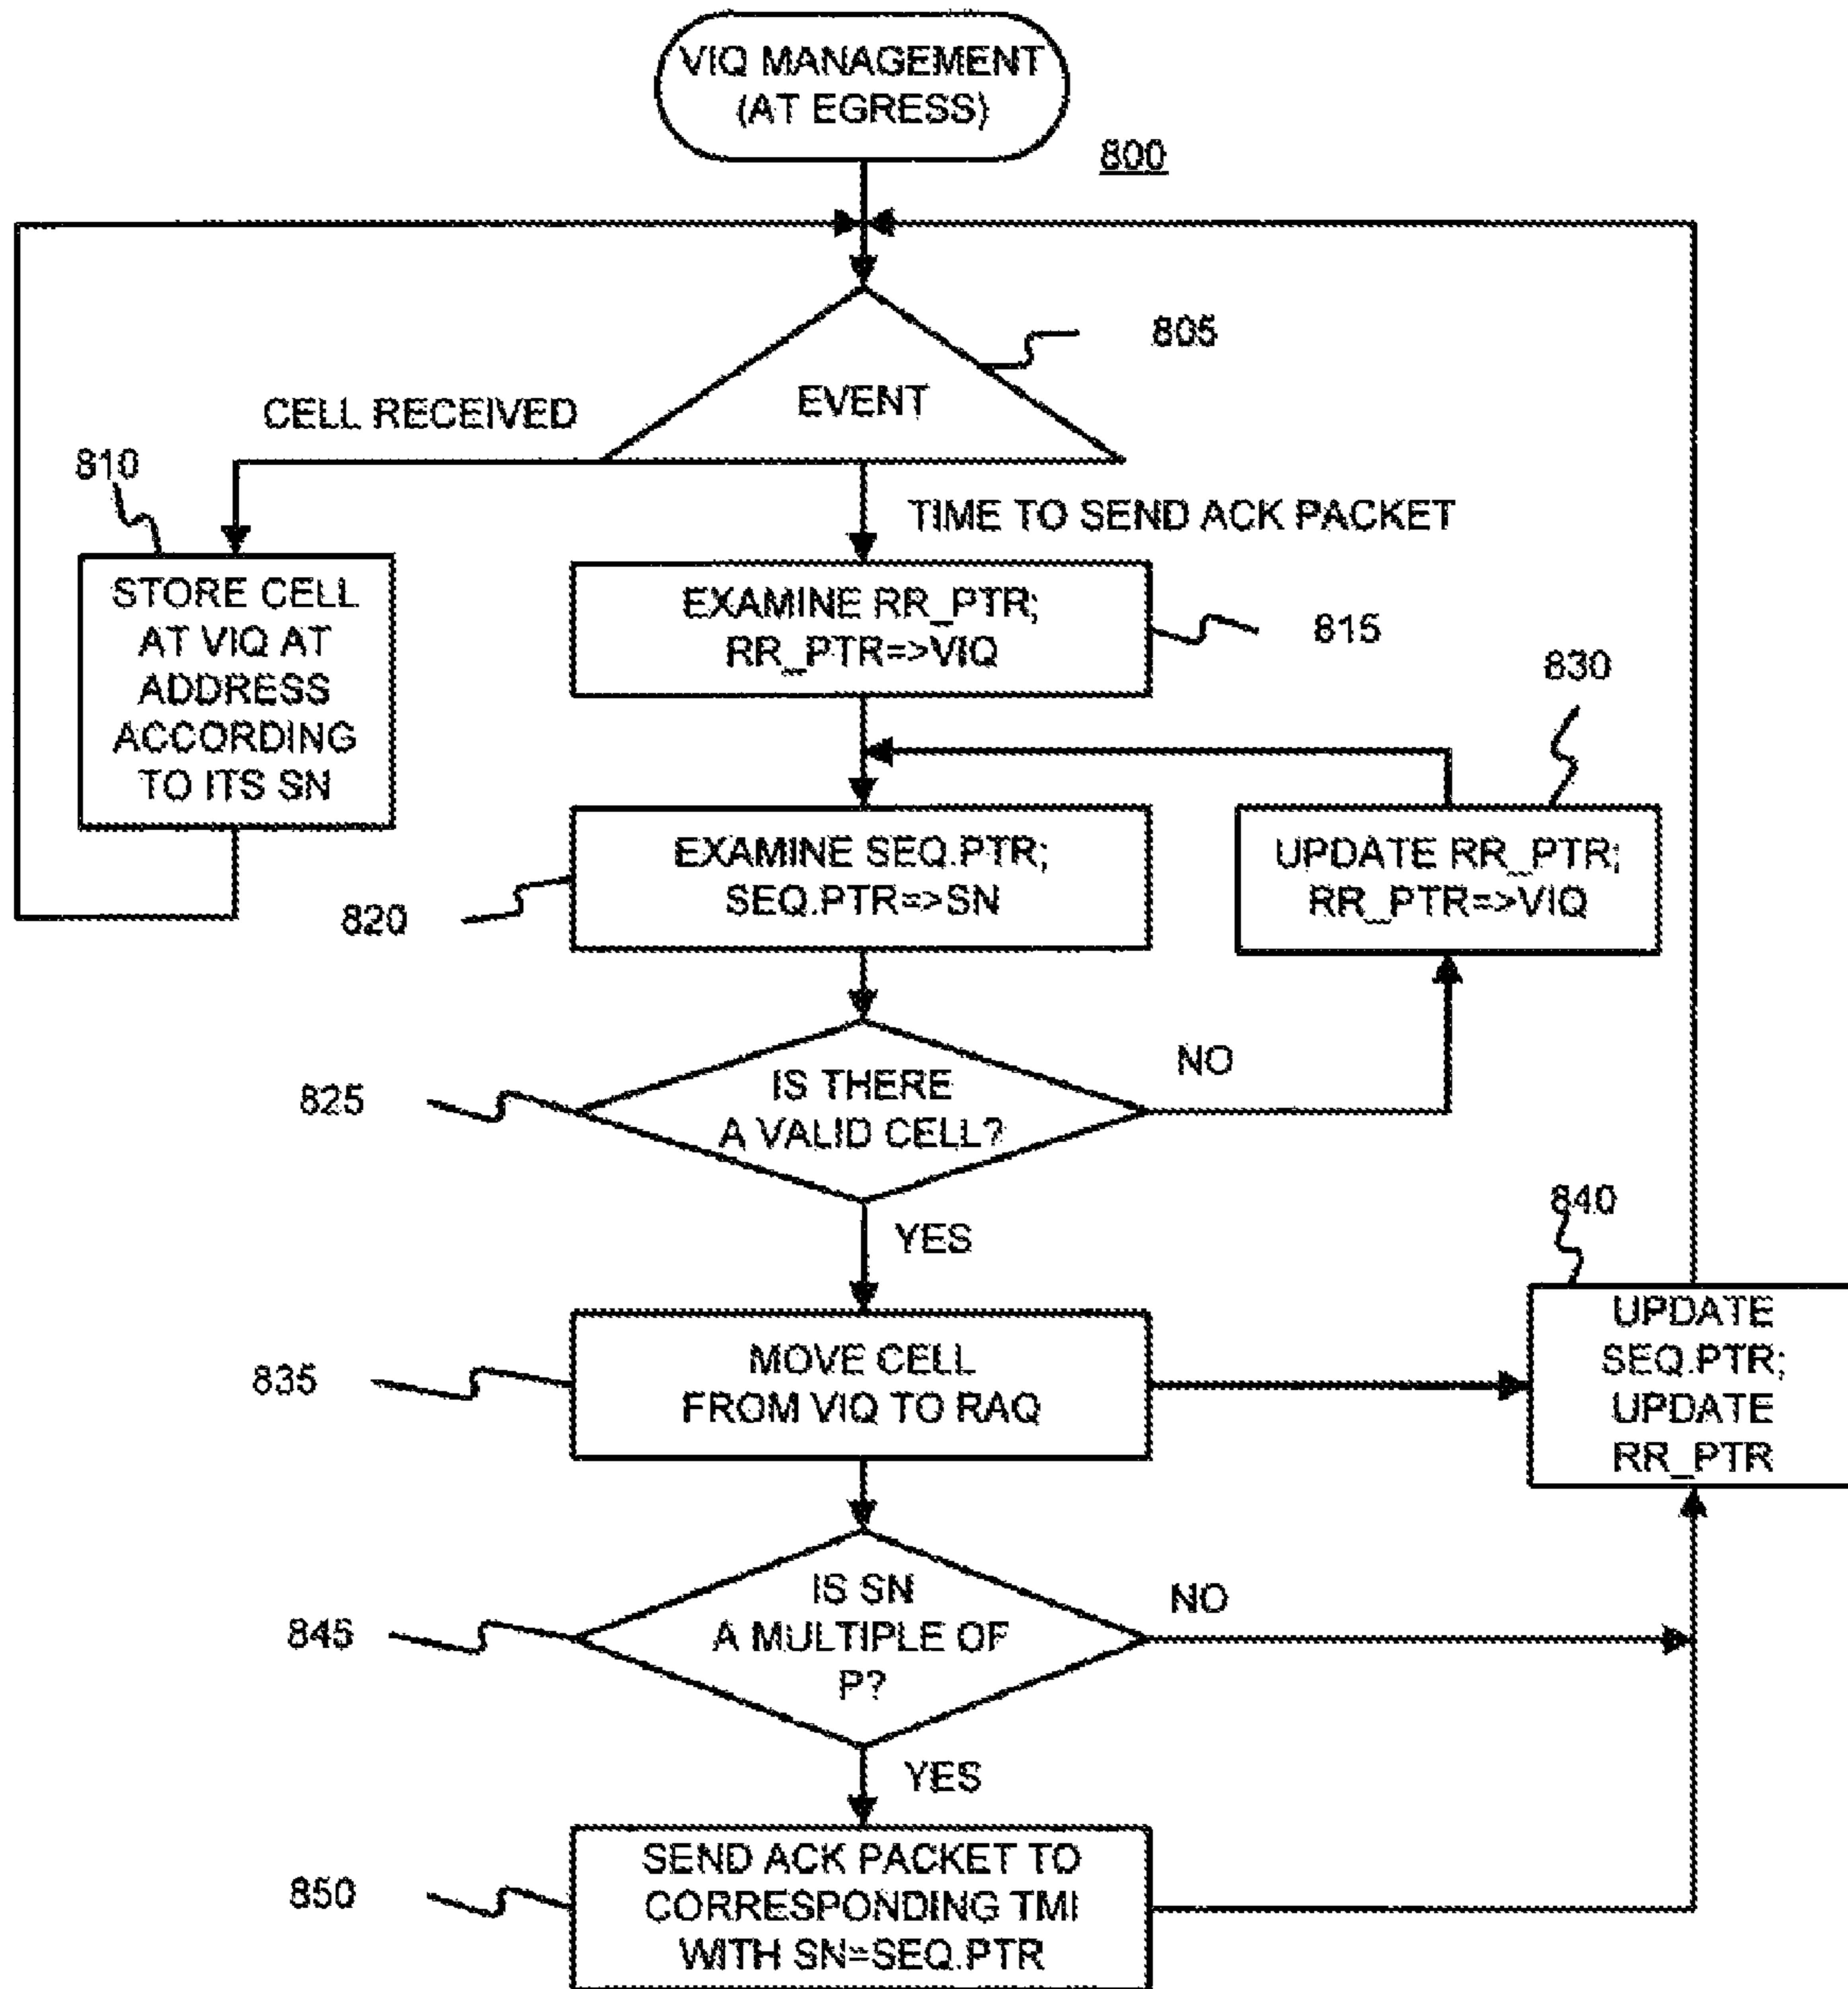 VIQ MANAGEMENT
(AT EGRESS)
800
805
EVENT
CELL RECEIVED
810
TIME TO SEND ACK PACKET
STORE CELL
AT VIQ AT
ADDRESS
ACCORDING
TO ITS SN
EXAMINE RR_PTR;
RR_PTR=>VIQ
815
830
EXAMINE SEQ.PTR;
SEQ.PTR=>SN
820
UPDATE RR_PTR;
RR_PTR=>VIQ
825
IS THERE
A VALID CELL?
NO
YES
840
835
MOVE CELL
FROM VIQ TO RAQ
UPDATE
SEQ.PTR;
UPDATE
RR_PTR
845
IS SN
A MULTIPLE OF
P?
NO
YES
850
SEND ACK PACKET TO
CORRESPONDING TMI
WITH SN=SEQ.PTR